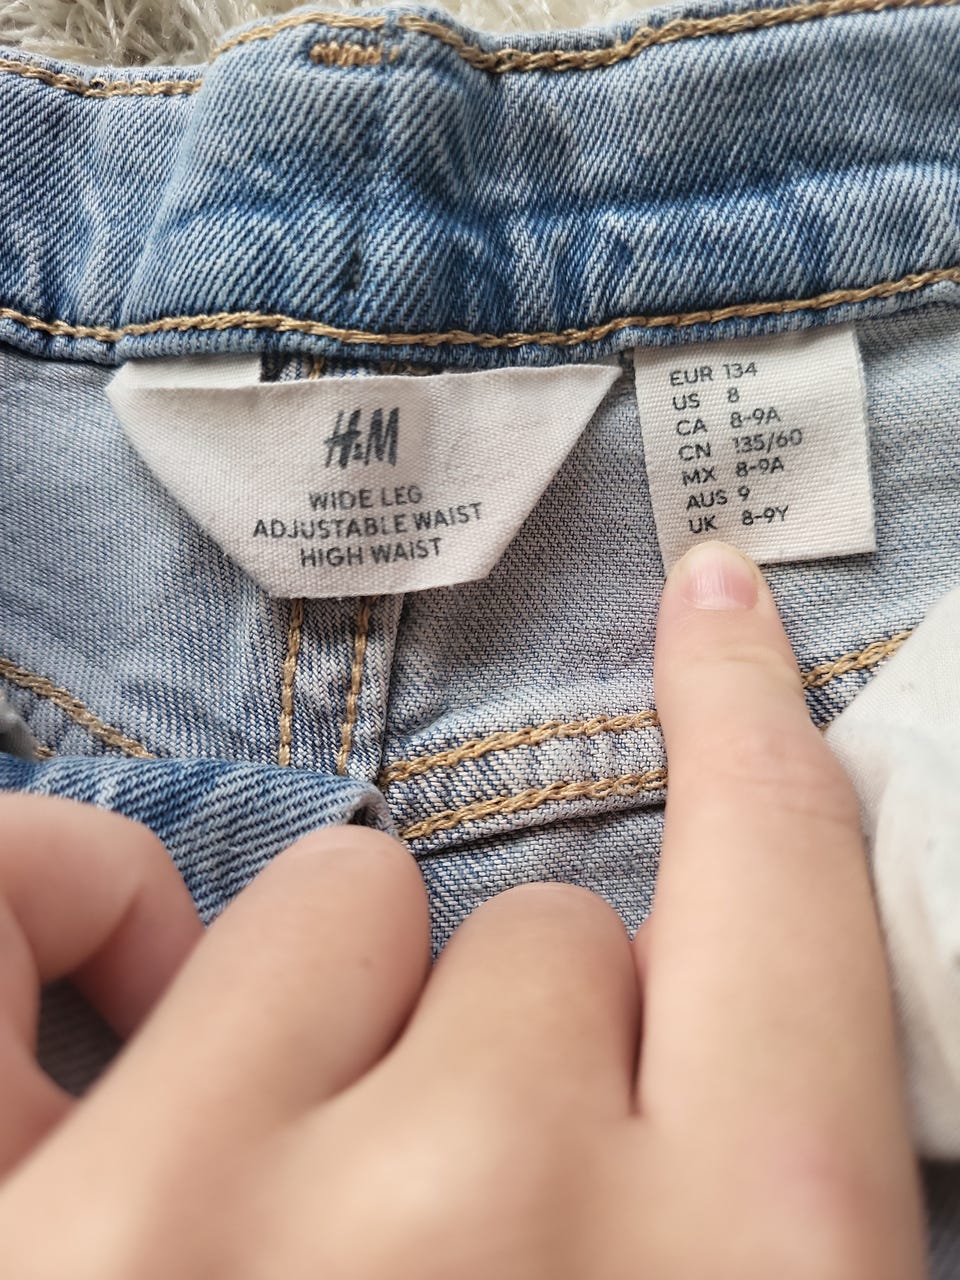 H&M
WIDE LEG
ADJUSTABLE WAIST
HIGH WAIST
EUR 134
US 8
CA 8-9A
CN 135/60
MX 8-9A
AUS 9
UK 8-9Y